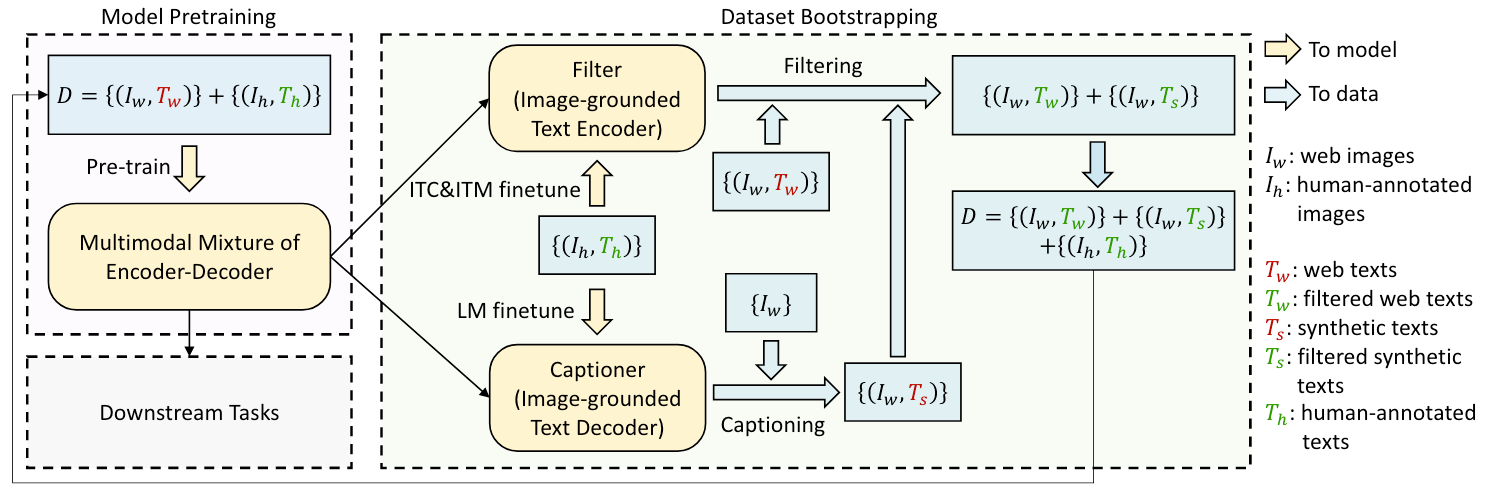 Model Pretraining
D = {(I_w, T_w)} + {(I_h, T_h)}
Pre-train
Multimodal Mixture of
Encoder-Decoder
Downstream Tasks
Dataset Bootstrapping
Filter
(Image-grounded
Text Encoder)
ITC&ITM finetune
{(I_h, T_h)}
LM finetune
Captioner
(Image-grounded
Text Decoder)
Filtering
{(I_w, T_w)}
{I_w}
Captioning
{(I_w, T_s)}
{(I_w, T_w)} + {(I_w, T_s)}
D = {(I_w, T_w)} + {(I_w, T_s)}
+{(I_h, T_h)}
To model
To data
I_w: web images
I_h: human-annotated
images
T_w: web texts
T_w: filtered web texts
T_s: synthetic texts
T_s: filtered synthetic
texts
T_h: human-annotated
texts